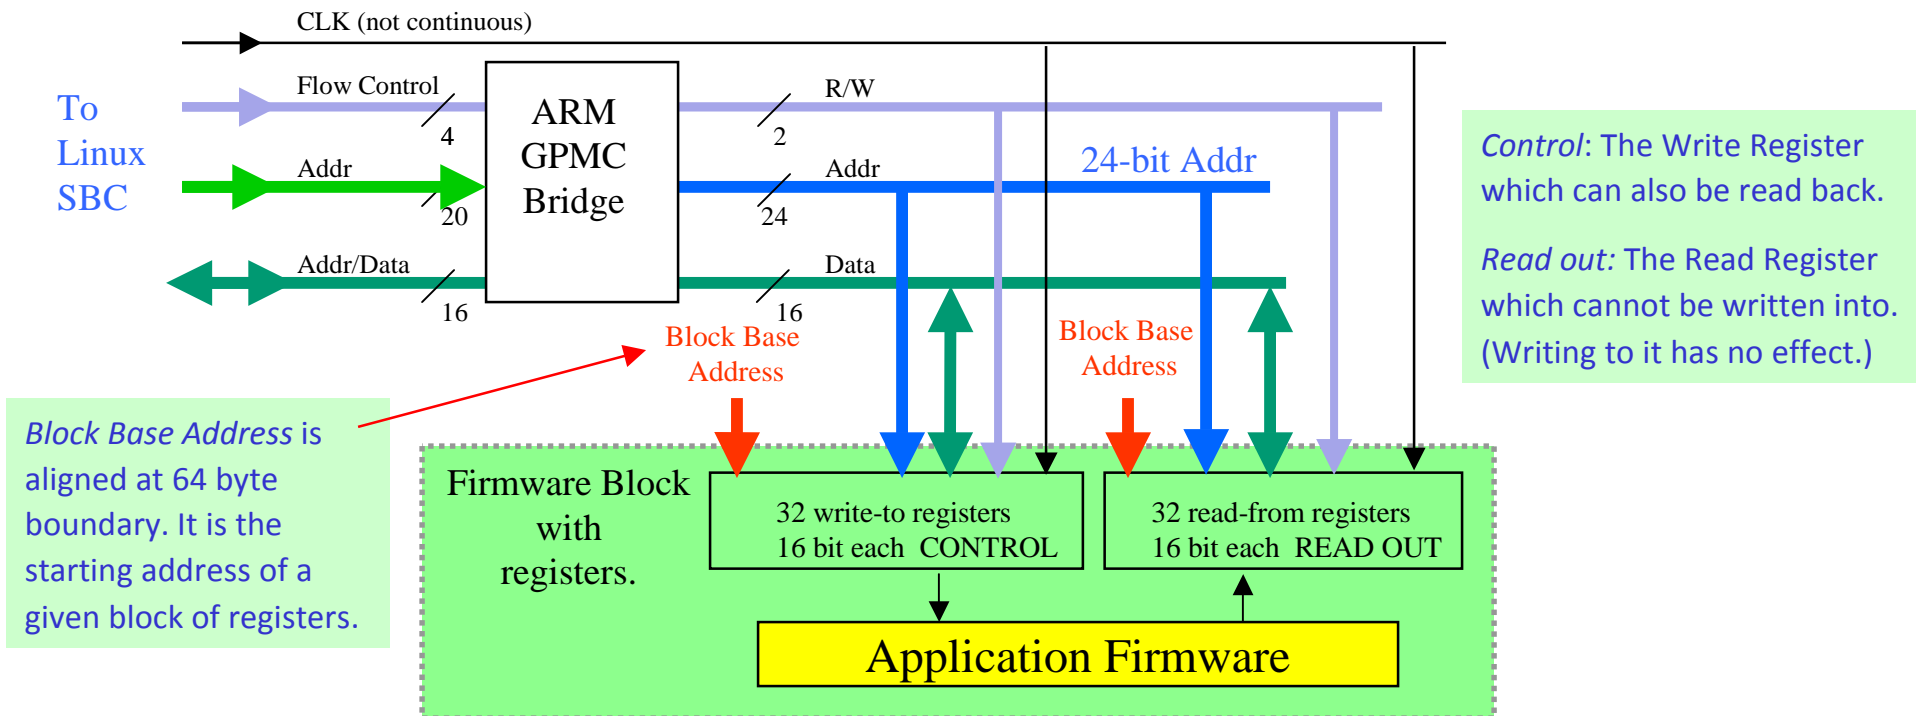 CLK (not continuous)
To
Linux
SBC
Flow Control
4
Addr
20
Addr/Data
16
ARM
GPMC
Bridge
R/W
2
Addr
24
24-bit Addr
Data
16
Block Base
Address
Block Base
Address
Control: The Write Register
which can also be read back.
Read out: The Read Register
which cannot be written into.
(Writing to it has no effect.)
Block Base Address is
aligned at 64 byte
boundary. It is the
starting address of a
given block of registers.
Firmware Block
with
registers.
32 write-to registers
16 bit each CONTROL
32 read-from registers
16 bit each READ OUT
Application Firmware